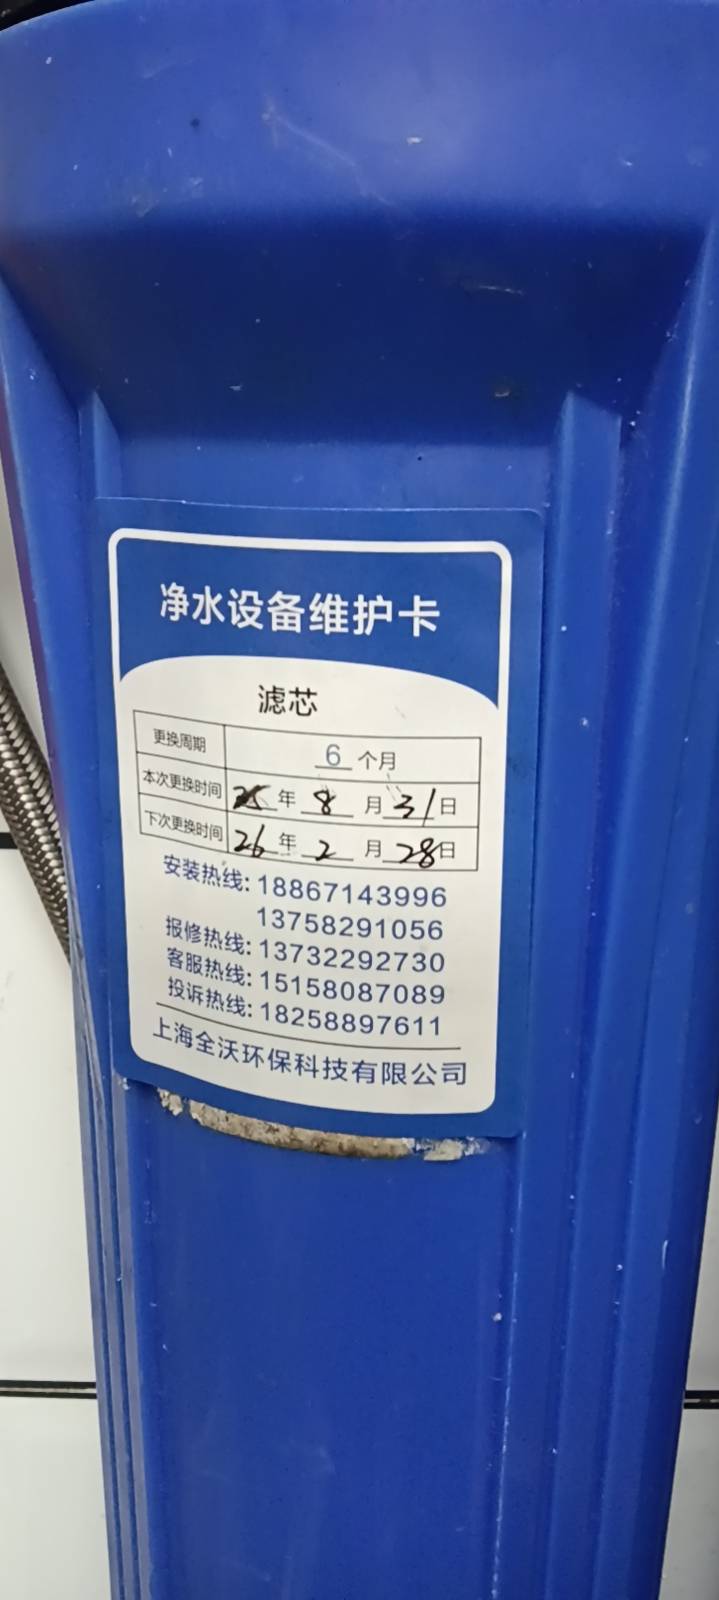 净水设备维护卡
滤芯
更换周期 6 个月
本次更换时间 25 年 8 月 31 日
下次更换时间 26 年 2 月 28 日
安装热线: 18867143996
13758291056
报修热线: 13732292730
客服热线: 15158087089
投诉热线: 18258897611
上海全沃环保科技有限公司